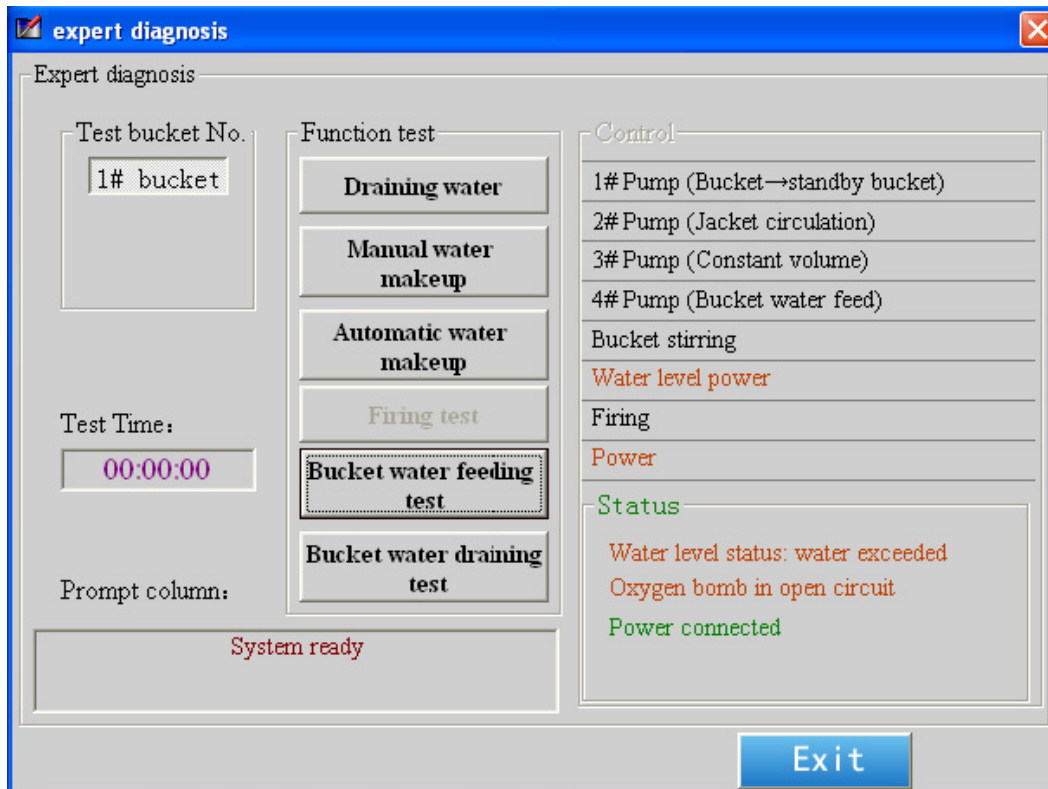 expert diagnosis
Expert diagnosis
Test bucket No.
1# bucket
Test Time:
00:00:00
Prompt column:
System ready
Function test
Draining water
Manual water
makeup
Automatic water
makeup
Firing test
Bucket water feeding
test
Bucket water draining
test
Control
1# Pump (Bucket→standby bucket)
2# Pump (Jacket circulation)
3# Pump (Constant volume)
4# Pump (Bucket water feed)
Bucket stirring
Water level power
Firing
Power
Status
Water level status: water exceeded
Oxygen bomb in open circuit
Power connected
Exit